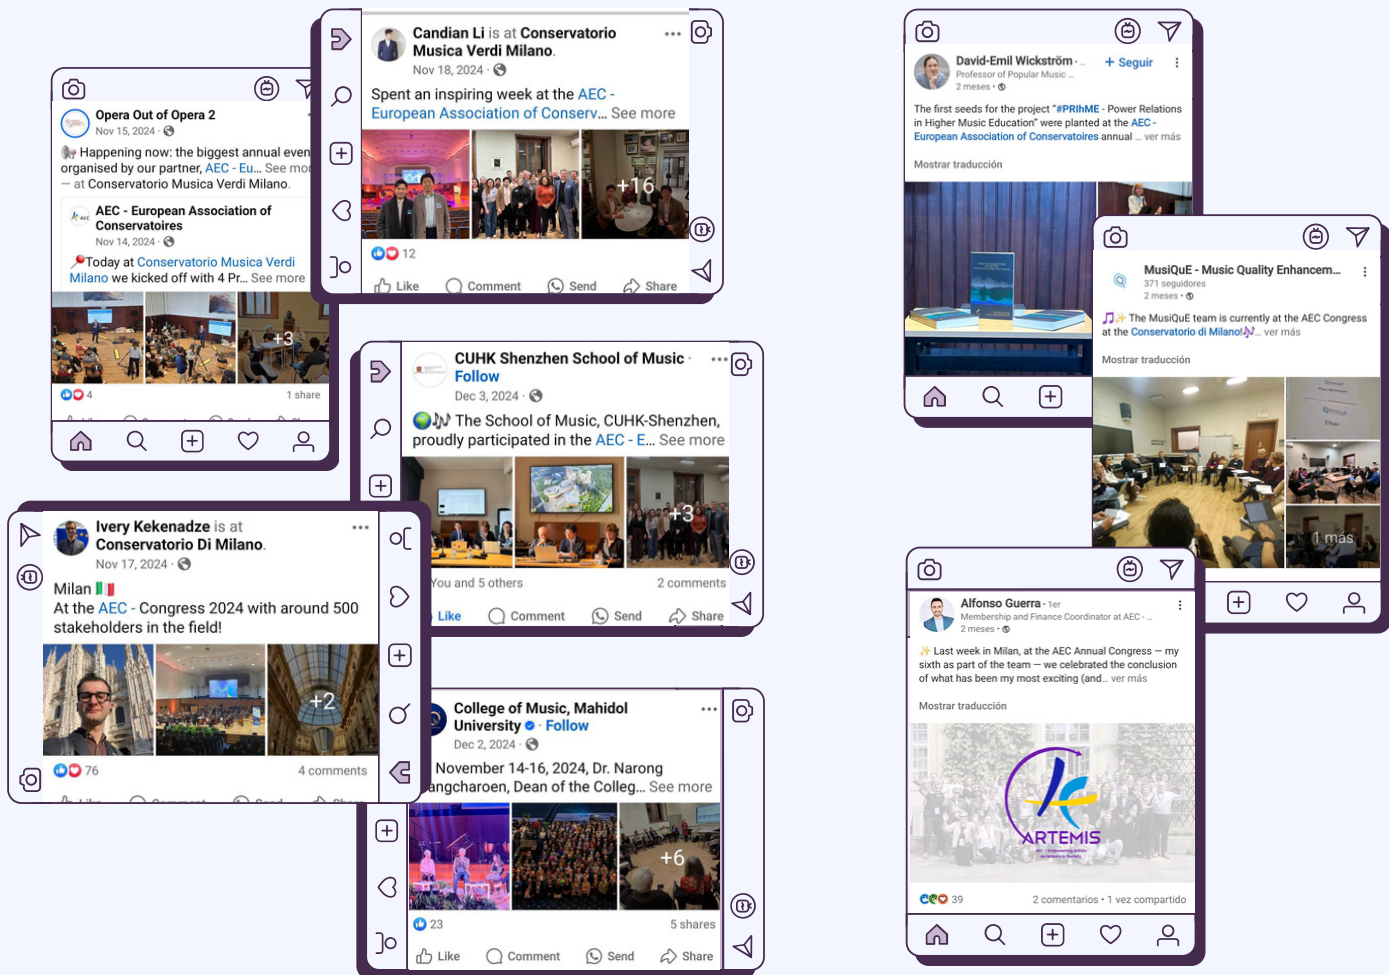 Opera Out of Opera 2
Nov 15, 2024 ·
Happening now: the biggest annual even
organised by our partner, AEC - Eu... See mor
— at Conservatorio Musica Verdi Milano.
AEC - European Association of
Conservatoires
Nov 14, 2024 ·
Today at Conservatorio Musica Verdi
Milano we kicked off with 4 Pr... See more
+3
4
1 share
Candian Li is at Conservatorio
Musica Verdi Milano.
Nov 18, 2024 ·
Spent an inspiring week at the AEC -
European Association of Conserv... See more
+16
12
Like Comment Send Share
CUHK Shenzhen School of Music ·
Follow
Dec 3, 2024 ·
The School of Music, CUHK-Shenzhen,
proudly participated in the AEC - E... See more
+3
You and 5 others
2 comments
Like Comment Send Share
Ivery Kekenadze is at
Conservatorio Di Milano.
Nov 17, 2024 ·
Milan
At the AEC - Congress 2024 with around 500
stakeholders in the field!
+2
76
4 comments
Like Comment Send Share
College of Music, Mahidol
University · Follow
Dec 2, 2024 ·
November 14-16, 2024, Dr. Narong
angcharoen, Dean of the Colleg... See more
+6
23
5 shares
Like Comment Send Share
David-Emil Wickström · ..
+ Seguir
Professor of Popular Music ...
2 meses •
The first seeds for the project "#PRIhME - Power Relations
in Higher Music Education" were planted at the AEC -
European Association of Conservatoires annual ... ver más
Mostrar traducción
MusiQuE - Music Quality Enhancem...
371 seguidores
2 meses •
The MusiQuE team is currently at the AEC Congress
at the Conservatorio di Milano!... ver más
Mostrar traducción
Chair
1 más
Alfonso Guerra · 1er
Membership and Finance Coordinator at AEC - ...
2 meses •
Last week in Milan, at the AEC Annual Congress — my
sixth as part of the team — we celebrated the conclusion
of what has been my most exciting (and... ver más
Mostrar traducción
ARTEMIS
AEC – Empowering Artists
as Makers in Society
39
2 comentarios • 1 vez compartido